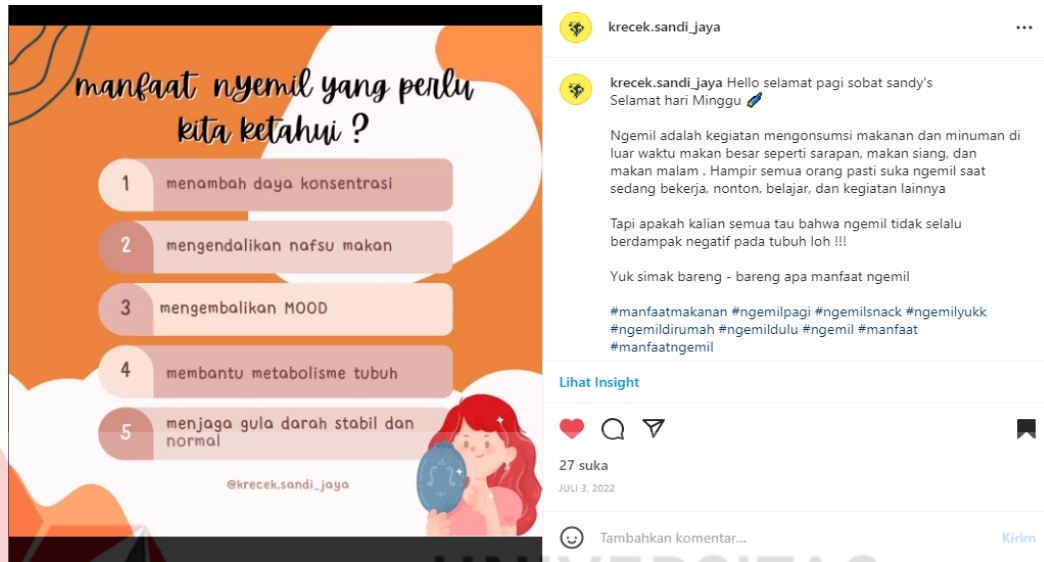 manfaat nyemil yang perlu
kita ketahui ?
1 menambah daya konsentrasi
2 mengendalikan nafsu makan
3 mengembalikan MOOD
4 membantu metabolisme tubuh
5 menjaga gula darah stabil dan
normal
@krecek.sandi_jaya
krecek.sandi_jaya
krecek.sandi_jaya Hello selamat pagi sobat sandy's
Selamat hari Minggu
Ngemil adalah kegiatan mengonsumsi makanan dan minuman di
luar waktu makan besar seperti sarapan, makan siang, dan
makan malam . Hampir semua orang pasti suka ngemil saat
sedang bekerja, nonton, belajar, dan kegiatan lainnya
Tapi apakah kalian semua tau bahwa ngemil tidak selalu
berdampak negatif pada tubuh loh !!!
Yuk simak bareng - bareng apa manfaat ngemil
#manfaatmakanan #ngemilpagi #ngemilsnack #ngemilyukk
#ngemildirumah #ngemildulu #ngemil #manfaat
#manfaatngemil
Lihat Insight
27 suka
JULI 3, 2022
Tambahkan komentar...
Kirim
UNIVERSITAS